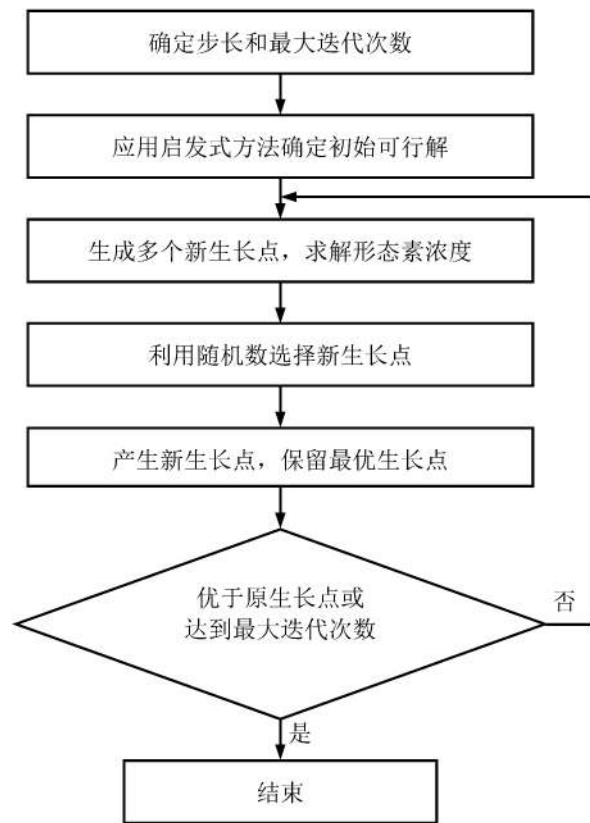 确定步长和最大迭代次数
应用启发式方法确定初始可行解
生成多个新生长点，求解形态素浓度
利用随机数选择新生长点
产生新生长点，保留最优生长点
优于原生长点或
达到最大迭代次数
否
是
结束